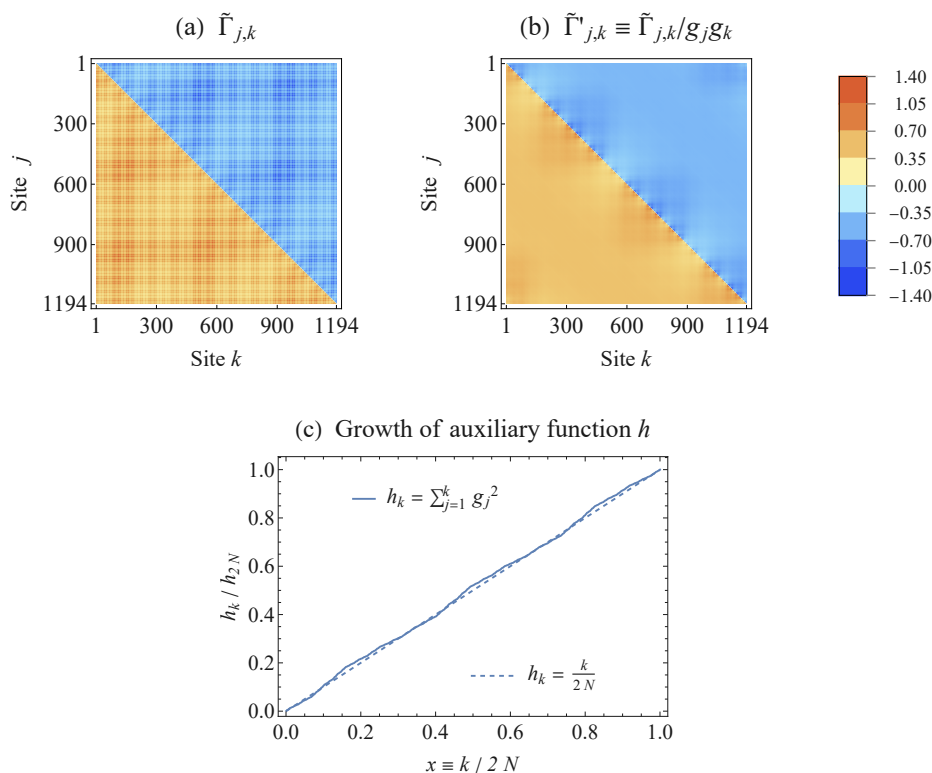 (a) Γ̃_{j,k}
(b) Γ̃'_{j,k} ≡ Γ̃_{j,k}/g_j g_k
1
300
600
900
1194
Site j
1 300 600 900 1194
Site k
1
300
600
900
1194
Site j
1 300 600 900 1194
Site k
1.40
1.05
0.70
0.35
0.00
−0.35
−0.70
−1.05
−1.40
(c) Growth of auxiliary function h
h_k = ∑_{j=1}^{k} g_j²
h_k = k / 2 N
1.0
0.8
0.6
0.4
0.2
0.0
h_k / h_{2 N}
0.0 0.2 0.4 0.6 0.8 1.0
x ≡ k / 2 N